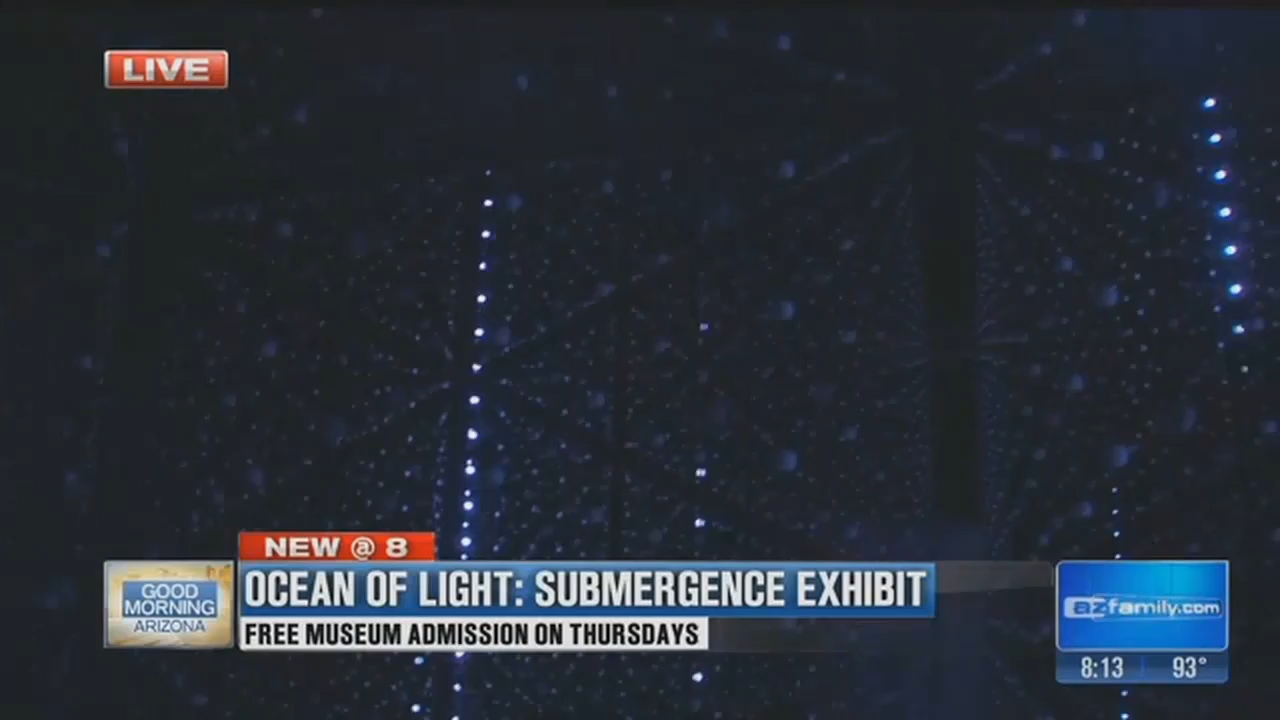 LIVE
NEW @ 8
GOOD
MORNING
ARIZONA
OCEAN OF LIGHT: SUBMERGENCE EXHIBIT
FREE MUSEUM ADMISSION ON THURSDAYS
azfamily.com
8:13 93°